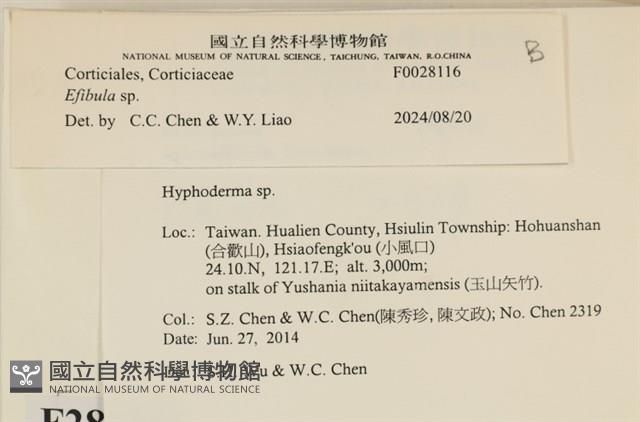 國立自然科學博物館
NATIONAL MUSEUM OF NATURAL SCIENCE, TAICHUNG, TAIWAN, R.O.CHINA
B
Corticiales, Corticiaceae F0028116
Efibula sp.
Det. by C.C. Chen & W.Y. Liao 2024/08/20
Hyphoderma sp.
Loc.: Taiwan. Hualien County, Hsiulin Township: Hohuanshan
(合歡山), Hsiaofengk'ou (小風口)
24.10.N, 121.17.E; alt. 3,000m;
on stalk of Yushania niitakayamensis (玉山矢竹).
Col.: S.Z. Chen & W.C. Chen(陳秀珍, 陳文政); No. Chen 2319
Date: Jun. 27, 2014
& W.C. Chen
國立自然科學博物館
NATIONAL MUSEUM OF NATURAL SCIENCE